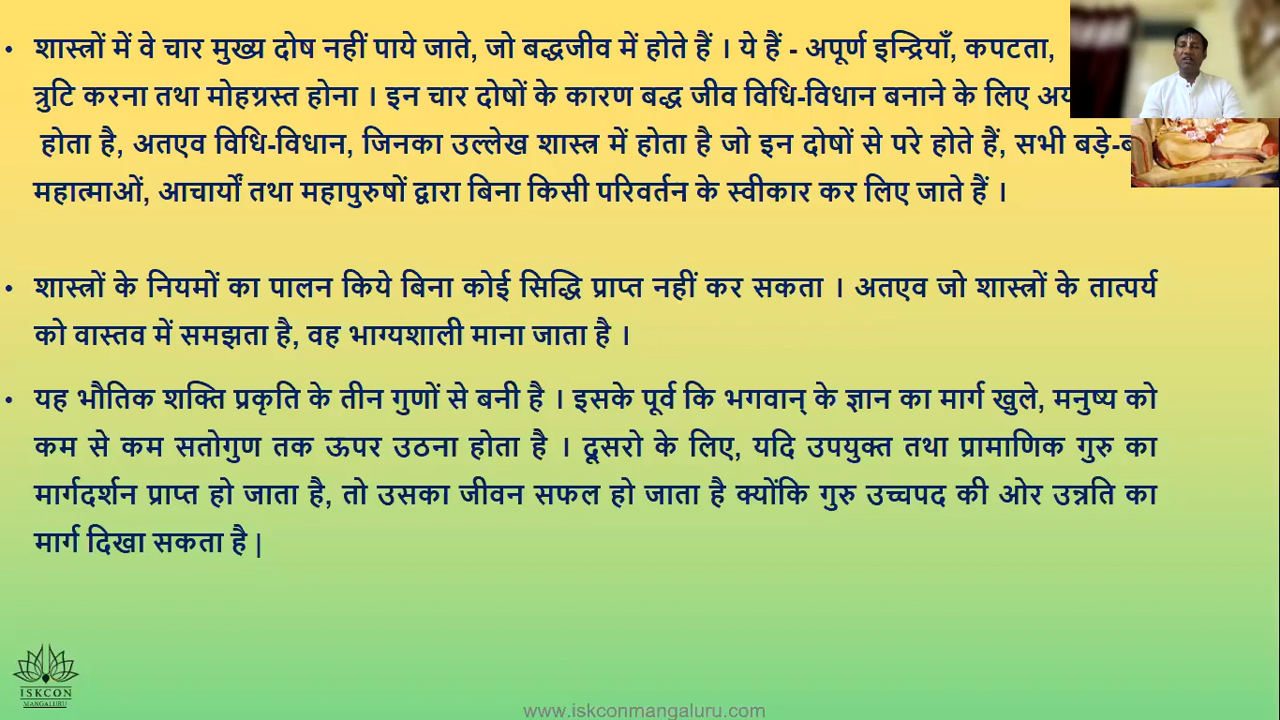 • शास्त्रों में वे चार मुख्य दोष नहीं पाये जाते, जो बद्धजीव में होते हैं । ये हैं - अपूर्ण इन्द्रियाँ, कपटता,
त्रुटि करना तथा मोहग्रस्त होना । इन चार दोषों के कारण बद्ध जीव विधि-विधान बनाने के लिए
होता है, अतएव विधि-विधान, जिनका उल्लेख शास्त्र में होता है जो इन दोषों से परे होते हैं, सभी
महात्माओं, आचार्यों तथा महापुरुषों द्वारा बिना किसी परिवर्तन के स्वीकार कर लिए जाते हैं ।
• शास्त्रों के नियमों का पालन किये बिना कोई सिद्धि प्राप्त नहीं कर सकता । अतएव जो शास्त्रों के तात्पर्य
को वास्तव में समझता है, वह भाग्यशाली माना जाता है ।
• यह भौतिक शक्ति प्रकृति के तीन गुणों से बनी है । इसके पूर्व कि भगवान् के ज्ञान का मार्ग खुले, मनुष्य को
कम से कम सतोगुण तक ऊपर उठना होता है । दूसरो के लिए, यदि उपयुक्त तथा प्रामाणिक गुरु का
मार्गदर्शन प्राप्त हो जाता है, तो उसका जीवन सफल हो जाता है क्योंकि गुरु उच्चपद की ओर उन्नति का
मार्ग दिखा सकता है |
ISKCON
MANGALURU
www.iskconmangaluru.com